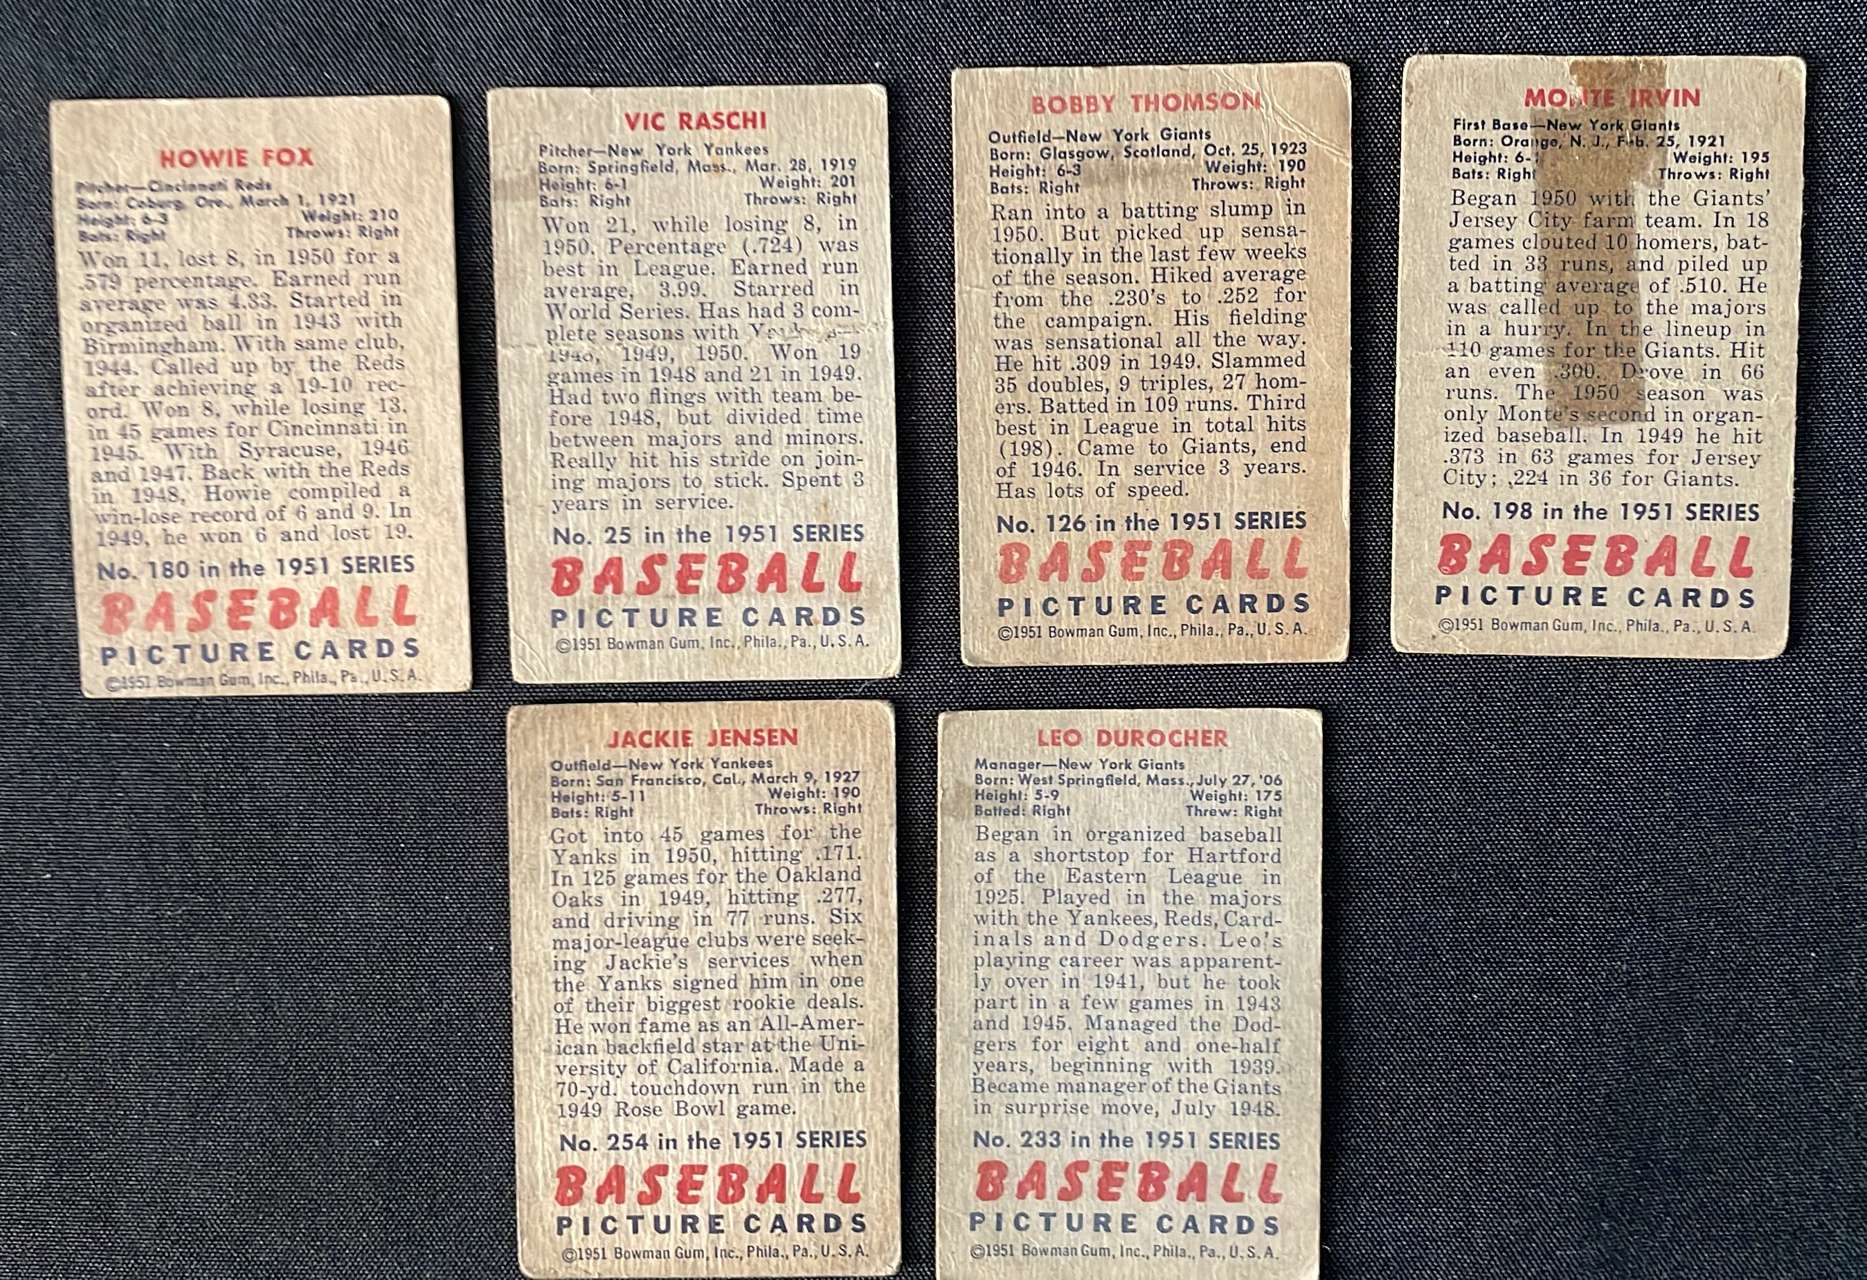 HOWIE FOX
Pitcher—Cincinnati Reds
Born: Coburg, Ore., March 1, 1921
Height: 6-3 Weight: 210
Bats: Right Throws: Right
Won 11, lost 8, in 1950 for a
.579 percentage. Earned run
average was 4.33. Started in
organized ball in 1943 with
Birmingham. With same club,
1944. Called up by the Reds
after achieving a 19-10 rec-
ord. Won 8, while losing 13,
in 45 games for Cincinnati in
1945. With Syracuse, 1946
and 1947. Back with the Reds
in 1948, Howie compiled a
win-lose record of 6 and 9. In
1949, he won 6 and lost 19.
No. 180 in the 1951 SERIES
BASEBALL
PICTURE CARDS
©1951 Bowman Gum, Inc., Phila., Pa., U.S.A.
VIC RASCHI
Pitcher—New York Yankees
Born: Springfield, Mass., Mar. 28, 1919
Height: 6-1 Weight: 201
Bats: Right Throws: Right
Won 21, while losing 8, in
1950. Percentage (.724) was
best in League. Earned run
average, 3.99. Starred in
World Series. Has had 3 com-
plete seasons with
1948, 1949, 1950. Won 19
games in 1948 and 21 in 1949.
Had two flings with team be-
fore 1948, but divided time
between majors and minors.
Really hit his stride on join-
ing majors to stick. Spent 3
years in service.
No. 25 in the 1951 SERIES
BASEBALL
PICTURE CARDS
©1951 Bowman Gum, Inc., Phila., Pa., U.S.A.
BOBBY THOMSON
Outfield—New York Giants
Born: Glasgow, Scotland, Oct. 25, 1923
Height: 6-3 Weight: 190
Bats: Right Throws: Right
Ran into a batting slump in
1950. But picked up sensa-
tionally in the last few weeks
of the season. Hiked average
from the .230's to .252 for
the campaign. His fielding
was sensational all the way.
He hit .309 in 1949. Slammed
35 doubles, 9 triples, 27 hom-
ers. Batted in 109 runs. Third
best in League in total hits
(198). Came to Giants, end
of 1946. In service 3 years.
Has lots of speed.
No. 126 in the 1951 SERIES
BASEBALL
PICTURE CARDS
©1951 Bowman Gum, Inc., Phila., Pa., U.S.A.
MONTE IRVIN
First Base—New York Giants
Born: Orange, N. J., Feb. 25, 1921
Height: Weight: 195
Bats: Right Throws: Right
Began 1950 with the Giants'
Jersey City farm team. In 18
games clouted 10 homers, bat-
ted in 33 runs, and piled up
a batting average of .510. He
was called up to the majors
in a hurry. In the lineup in
110 games for the Giants. Hit
an even .300. Drove in 66
runs. The 1950 season was
only Monte's second in organ-
ized baseball. In 1949 he hit
.373 in 63 games for Jersey
City; .224 in 36 for Giants.
No. 198 in the 1951 SERIES
BASEBALL
PICTURE CARDS
©1951 Bowman Gum, Inc., Phila., Pa., U.S.A.
JACKIE JENSEN
Outfield—New York Yankees
Born: San Francisco, Cal., March 9, 1927
Height: 5-11 Weight: 190
Bats: Right Throws: Right
Got into 45 games for the
Yanks in 1950, hitting .171.
In 125 games for the Oakland
Oaks in 1949, hitting .277,
and driving in 77 runs. Six
major-league clubs were seek-
ing Jackie's services when
the Yanks signed him in one
of their biggest rookie deals.
He won fame as an All-Amer-
ican backfield star at the Uni-
versity of California. Made a
70-yd. touchdown run in the
1949 Rose Bowl game.
No. 254 in the 1951 SERIES
BASEBALL
PICTURE CARDS
©1951 Bowman Gum, Inc., Phila., Pa., U.S.A.
LEO DUROCHER
Manager—New York Giants
Born: West Springfield, Mass., July 27, '06
Height: 5-9 Weight: 175
Batted: Right Threw: Right
Began in organized baseball
as a shortstop for Hartford
of the Eastern League in
1925. Played in the majors
with the Yankees, Reds, Card-
inals and Dodgers. Leo's
playing career was apparent-
ly over in 1941, but he took
part in a few games in 1943
and 1945. Managed the Dod-
gers for eight and one-half
years, beginning with 1939.
Became manager of the Giants
in surprise move, July 1948.
No. 233 in the 1951 SERIES
BASEBALL
PICTURE CARDS
©1951 Bowman Gum, Inc., Phila., Pa., U.S.A.